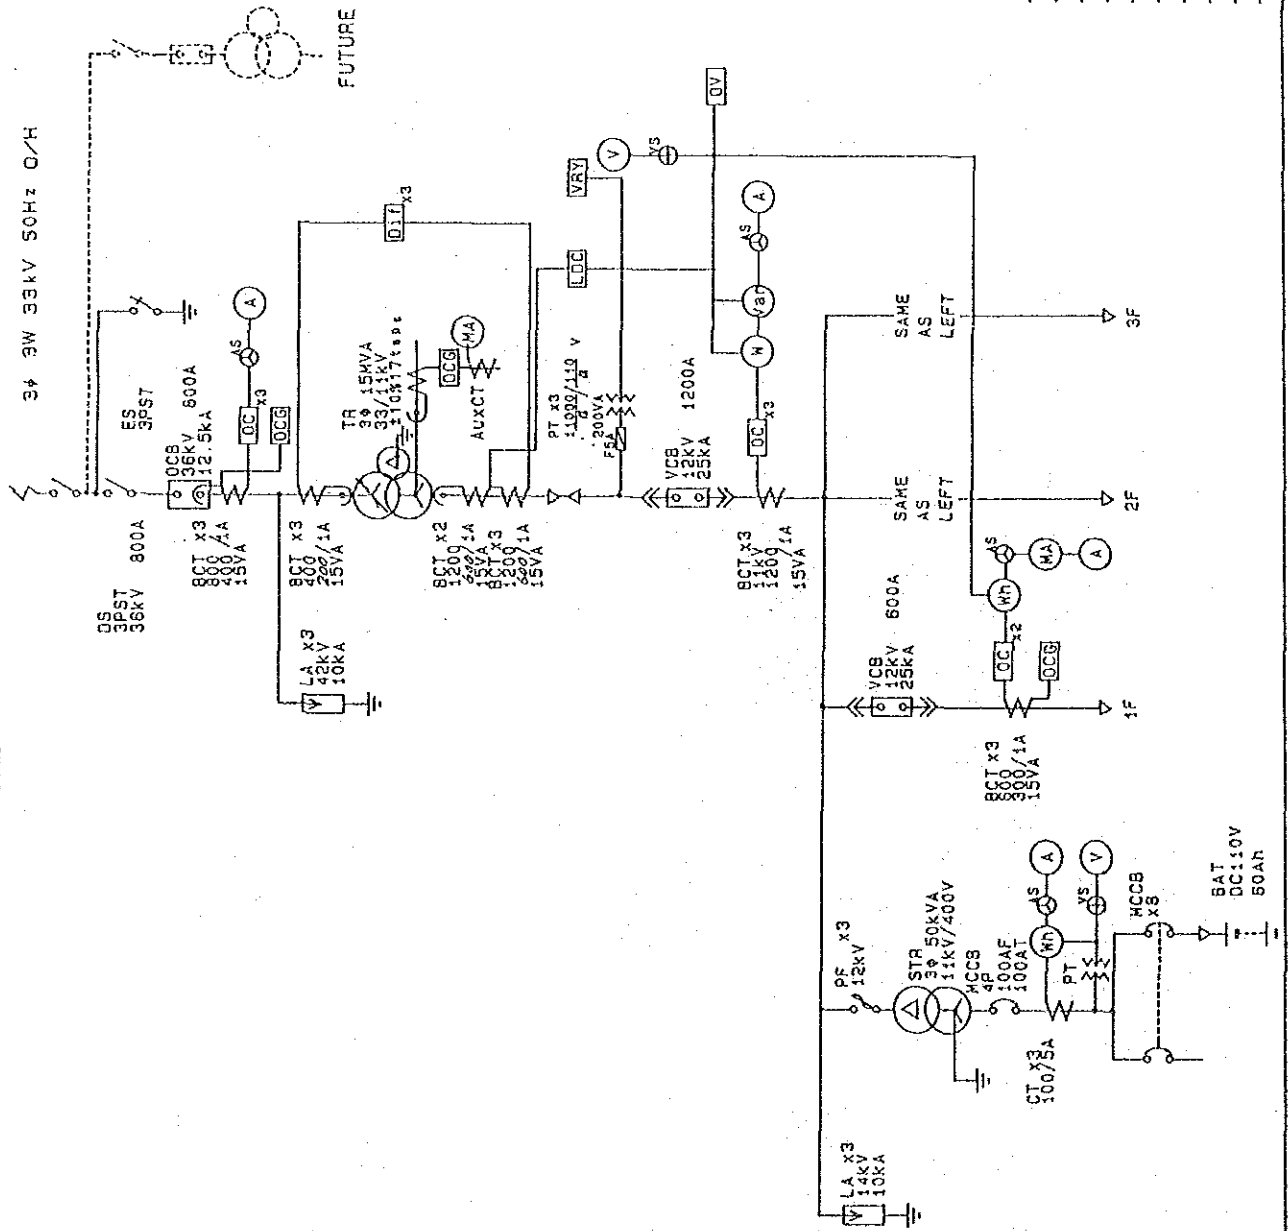 3φ 3W 33kV 50Hz O/H
FUTURE
ES
3PST
DS
3PST
36kV 800A
OCB
36kV 800A
12.5kA
BCT x3
800
400/1A
15VA
OC
x3
AS
A
OCG
LA x3
42kV
10kA
BCT x3
400
200/1A
15VA
Dif
x3
TR
3φ 15MVA
33/11kV
±10%17taps
OCG
MA
AuxCT
BCT x2
1200
600/1A
15VA
BCT x3
1200
600/1A
15VA
LDC
VRY
V
VS
OV
PT x3
11000/110 V
200VA
F5A
VCB
12kV 1200A
25kA
BCT x3
11kV
1200
15VA /1A
OC
x3
W
Var
AS
A
SAME
AS
LEFT
SAME
AS
LEFT
VCB
12kV 600A
25kA
BCT x3
600
300/1A
15VA
OC
x2
OCG
Wh
AS
MA
A
1F
2F
3F
LA x3
14kV
10kA
PF x3
12kV
STR
3φ 50kVA
11kV/400V
MCCB
4P
100AF
100AT
CT x3
100/5A
Wh
AS
A
PT
VS
V
MCCB
x8
BAT
DC110V
50Ah